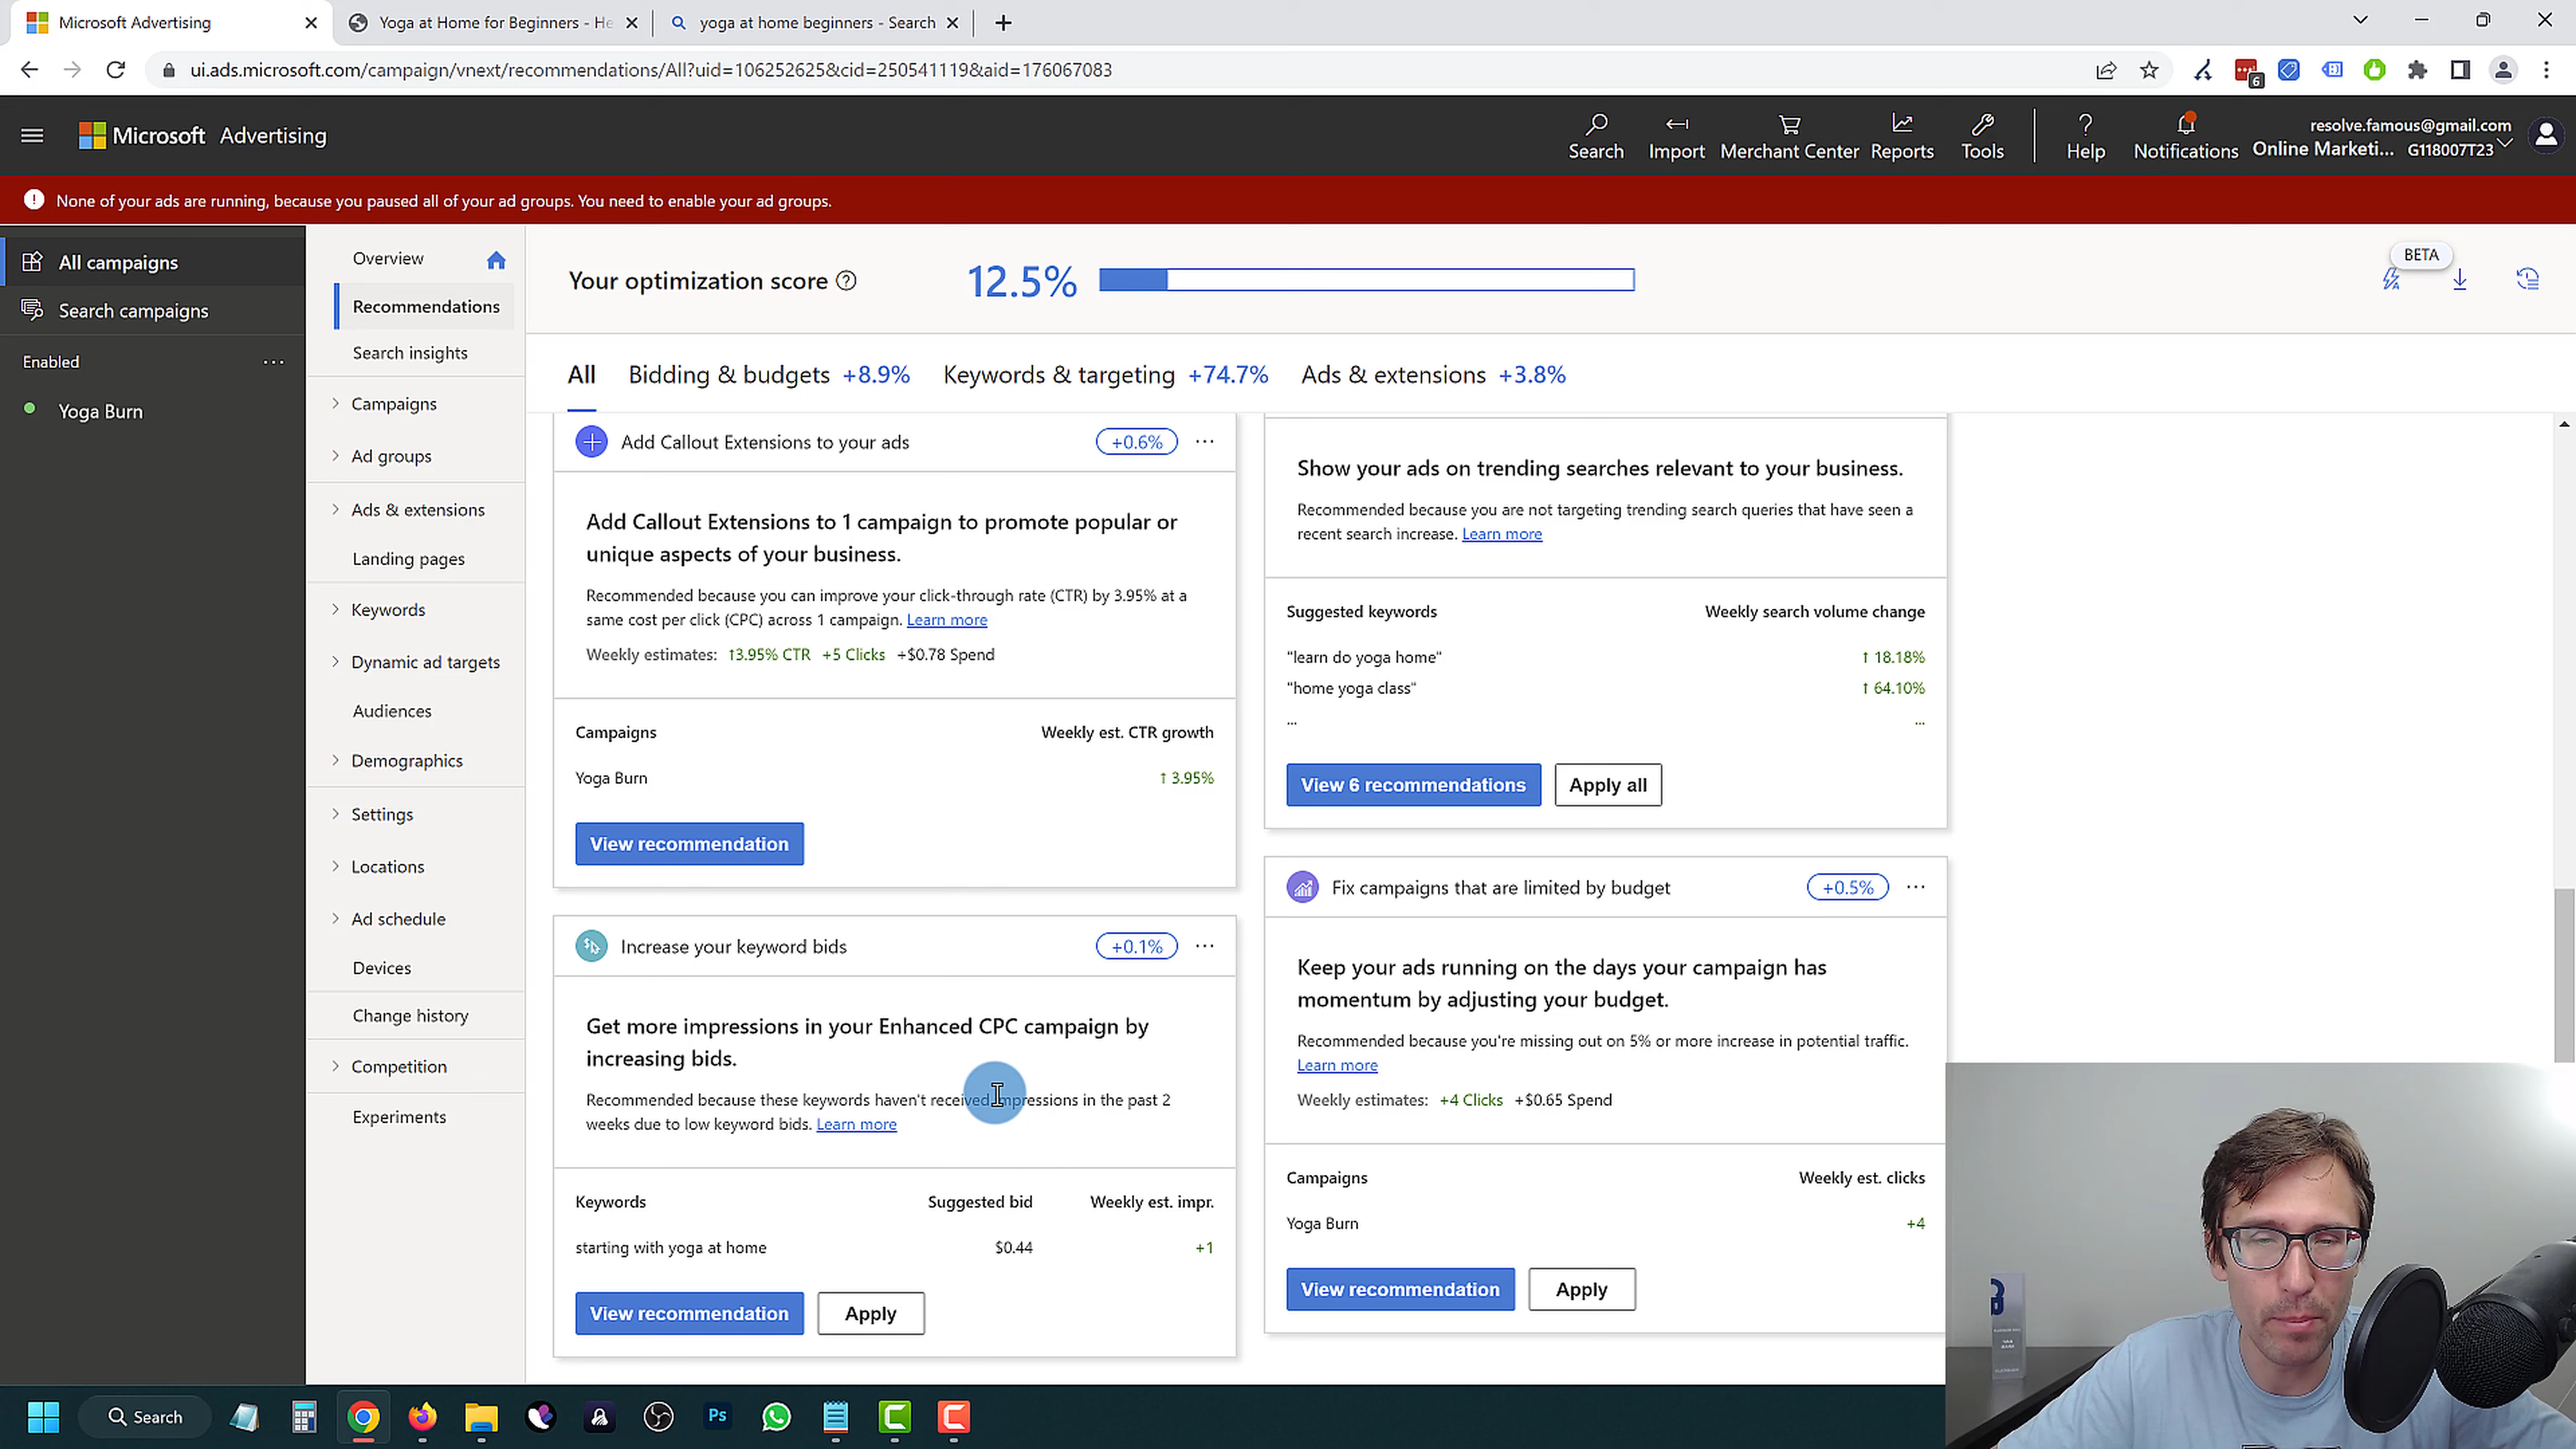 Microsoft Advertising
Yoga at Home for Beginners - He
yoga at home beginners - Search
ui.ads.microsoft.com/campaign/vnext/recommendations/All?uid=106252625&cid=250541119&aid=176067083
6
Microsoft Advertising
Search
Import
Merchant Center
Reports
Tools
Help
Notifications
resolve.famous@gmail.com
Online Marketi... G118007T23
None of your ads are running, because you paused all of your ad groups. You need to enable your ad groups.
All campaigns
Search campaigns
Enabled
...
Yoga Burn
Overview
Recommendations
Search insights
Campaigns
Ad groups
Ads & extensions
Landing pages
Keywords
Dynamic ad targets
Audiences
Demographics
Settings
Locations
Ad schedule
Devices
Change history
Competition
Experiments
Your optimization score
12.5%
BETA
All
Bidding & budgets +8.9%
Keywords & targeting +74.7%
Ads & extensions +3.8%
Add Callout Extensions to your ads
+0.6%
...
Add Callout Extensions to 1 campaign to promote popular or
unique aspects of your business.
Recommended because you can improve your click-through rate (CTR) by 3.95% at a
same cost per click (CPC) across 1 campaign. Learn more
Weekly estimates: ↑3.95% CTR +5 Clicks +$0.78 Spend
Campaigns
Weekly est. CTR growth
Yoga Burn
↑ 3.95%
View recommendation
Increase your keyword bids
+0.1%
...
Get more impressions in your Enhanced CPC campaign by
increasing bids.
Recommended because these keywords haven't received impressions in the past 2
weeks due to low keyword bids. Learn more
Keywords
Suggested bid
Weekly est. impr.
starting with yoga at home
$0.44
+1
View recommendation
Apply
Show your ads on trending searches relevant to your business.
Recommended because you are not targeting trending search queries that have seen a
recent search increase. Learn more
Suggested keywords
Weekly search volume change
"learn do yoga home"
↑ 18.18%
"home yoga class"
↑ 64.10%
...
...
View 6 recommendations
Apply all
Fix campaigns that are limited by budget
+0.5%
...
Keep your ads running on the days your campaign has
momentum by adjusting your budget.
Recommended because you're missing out on 5% or more increase in potential traffic.
Learn more
Weekly estimates: +4 Clicks +$0.65 Spend
Campaigns
Weekly est. clicks
Yoga Burn
+4
View recommendation
Apply
Search
Ps